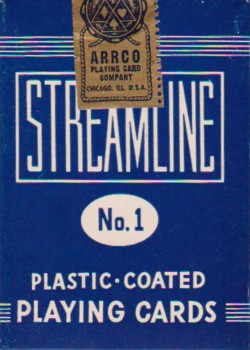 ARRCO
PLAYING CARD
COMPANY
CHICAGO, ILL. U.S.A.
STREAMLINE
No. 1
PLASTIC·COATED
PLAYING CARDS